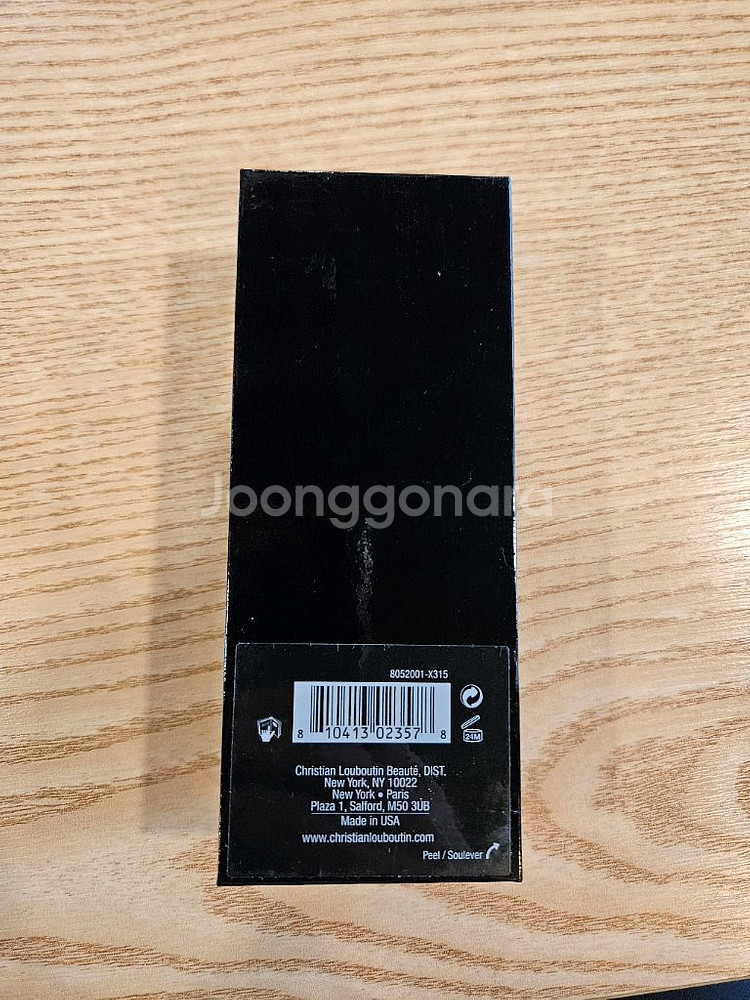 Joonggonara
8052001-X315
8 10413 02357 8
24M
Christian Louboutin Beauté, DIST.
New York, NY 10022
New York • Paris
Plaza 1, Salford, M50 3UB
Made in USA
www.christianlouboutin.com
Peel / Soulever